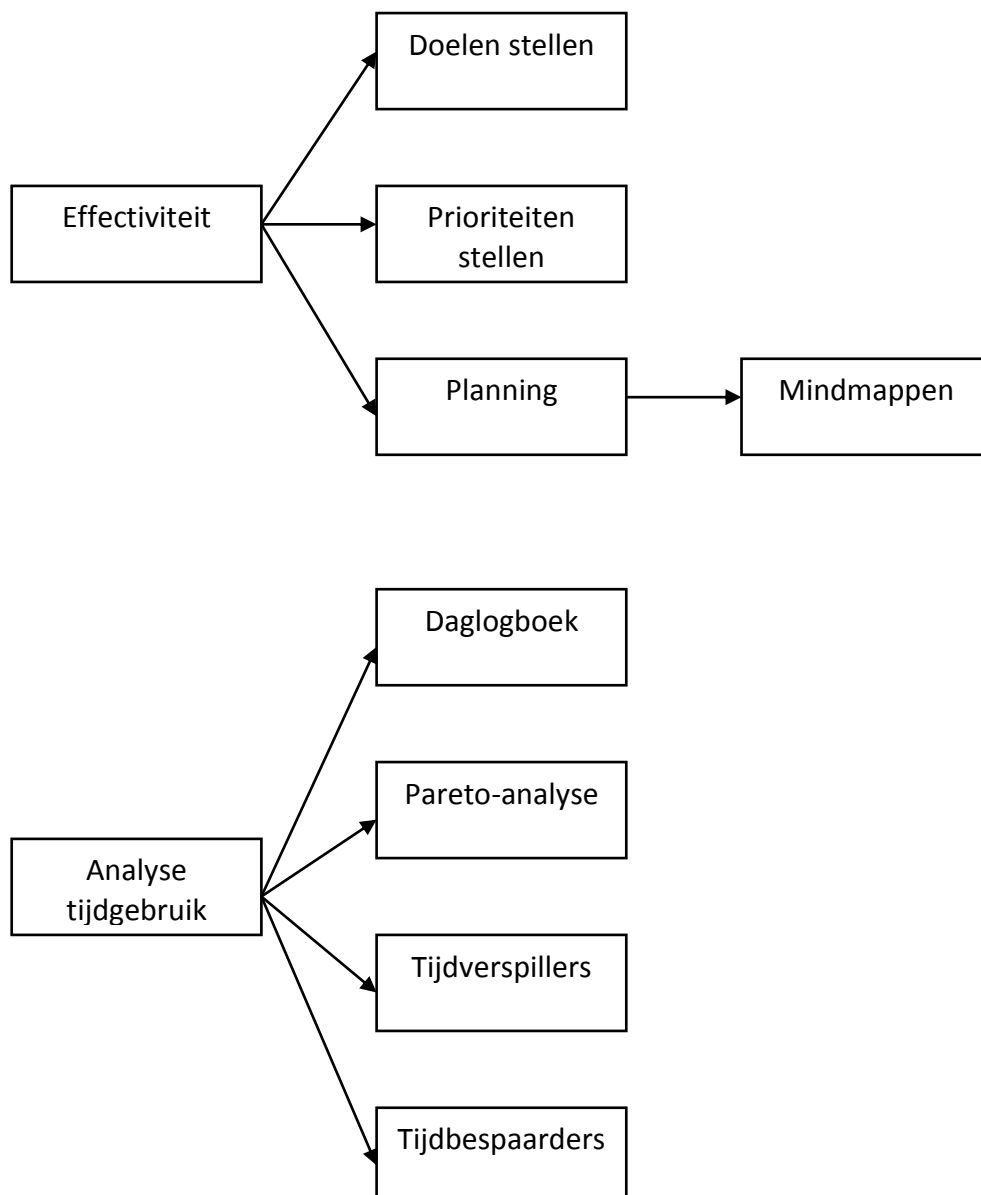 Doelen stellen
Effectiviteit
Prioriteiten
stellen
Planning
Mindmappen
Daglogboek
Pareto-analyse
Analyse
tijdgebruik
Tijdverspillers
Tijdbespaarders